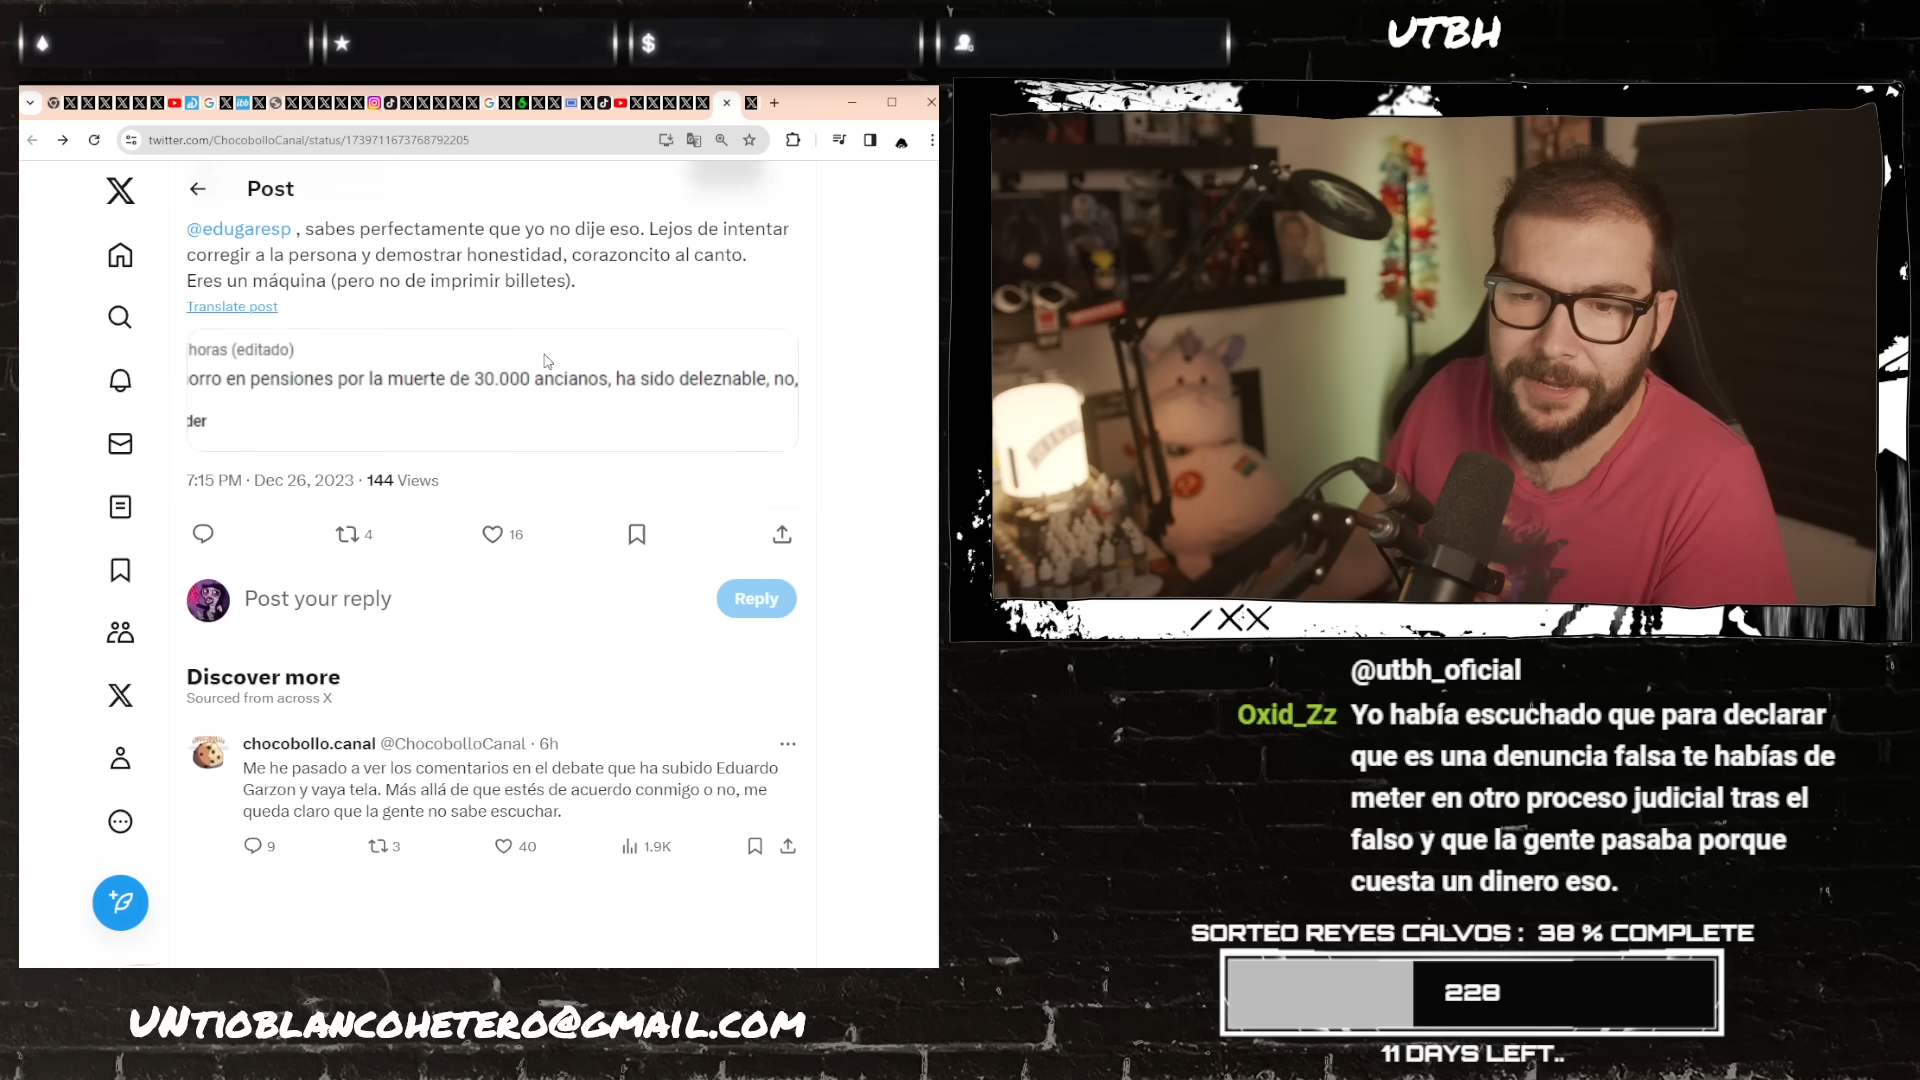 UTBH
twitter.com/ChocobolloCanal/status/1739711673768792205
Post
@edugaresp , sabes perfectamente que yo no dije eso. Lejos de intentar
corregir a la persona y demostrar honestidad, corazoncito al canto.
Eres un máquina (pero no de imprimir billetes).
Translate post
horas (editado)
orro en pensiones por la muerte de 30.000 ancianos, ha sido deleznable, no,
der
7:15 PM · Dec 26, 2023 · 144 Views
4
16
Post your reply
Reply
Discover more
Sourced from across X
chocobollo.canal @ChocobolloCanal · 6h
Me he pasado a ver los comentarios en el debate que ha subido Eduardo
Garzon y vaya tela. Más allá de que estés de acuerdo conmigo o no, me
queda claro que la gente no sabe escuchar.
9
3
40
1.9K
@utbh_oficial
Oxid_Zz Yo había escuchado que para declarar
que es una denuncia falsa te habías de
meter en otro proceso judicial tras el
falso y que la gente pasaba porque
cuesta un dinero eso.
SORTEO REYES CALVOS : 38 % COMPLETE
228
11 DAYS LEFT..
UNTIOBLANCOHETERO@GMAIL.COM